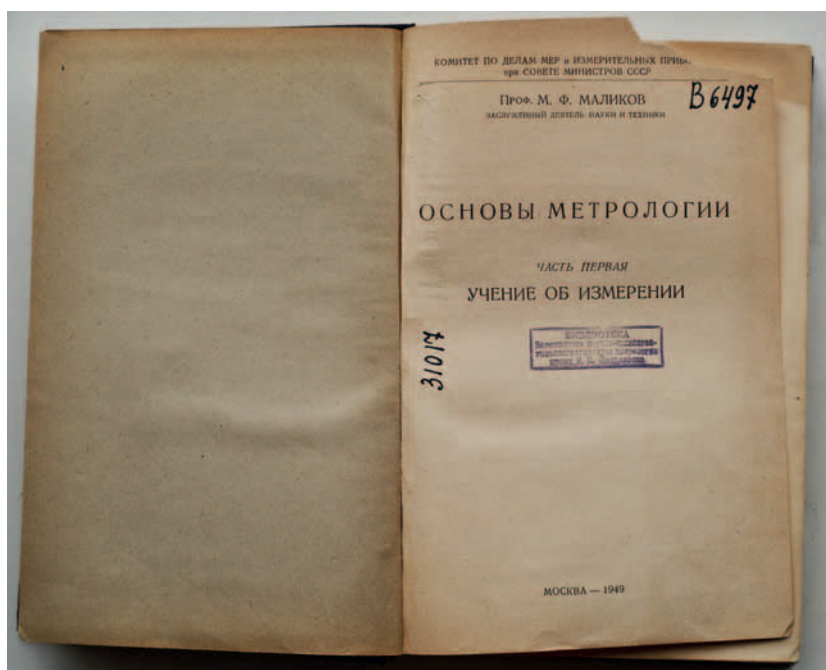 КОМИТЕТ ПО ДЕЛАМ МЕР и ИЗМЕРИТЕЛЬНЫХ
при СОВЕТЕ МИНИСТРОВ СССР
Проф. М. Ф. МАЛИКОВ
В6497
ЗАСЛУЖЕННЫЙ ДЕЯТЕЛЬ НАУКИ И ТЕХНИКИ
ОСНОВЫ МЕТРОЛОГИИ
ЧАСТЬ ПЕРВАЯ
УЧЕНИЕ ОБ ИЗМЕРЕНИИ
31017
БИБЛИОТЕКА
МОСКВА — 1949